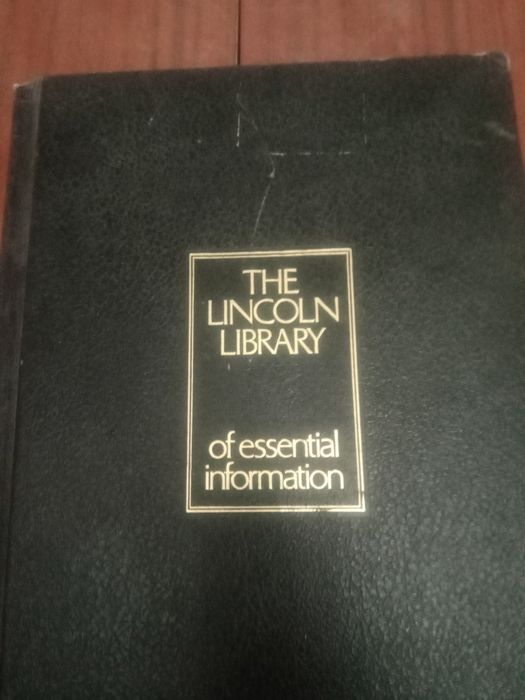 THE
LINCOLN
LIBRARY
of essential
information